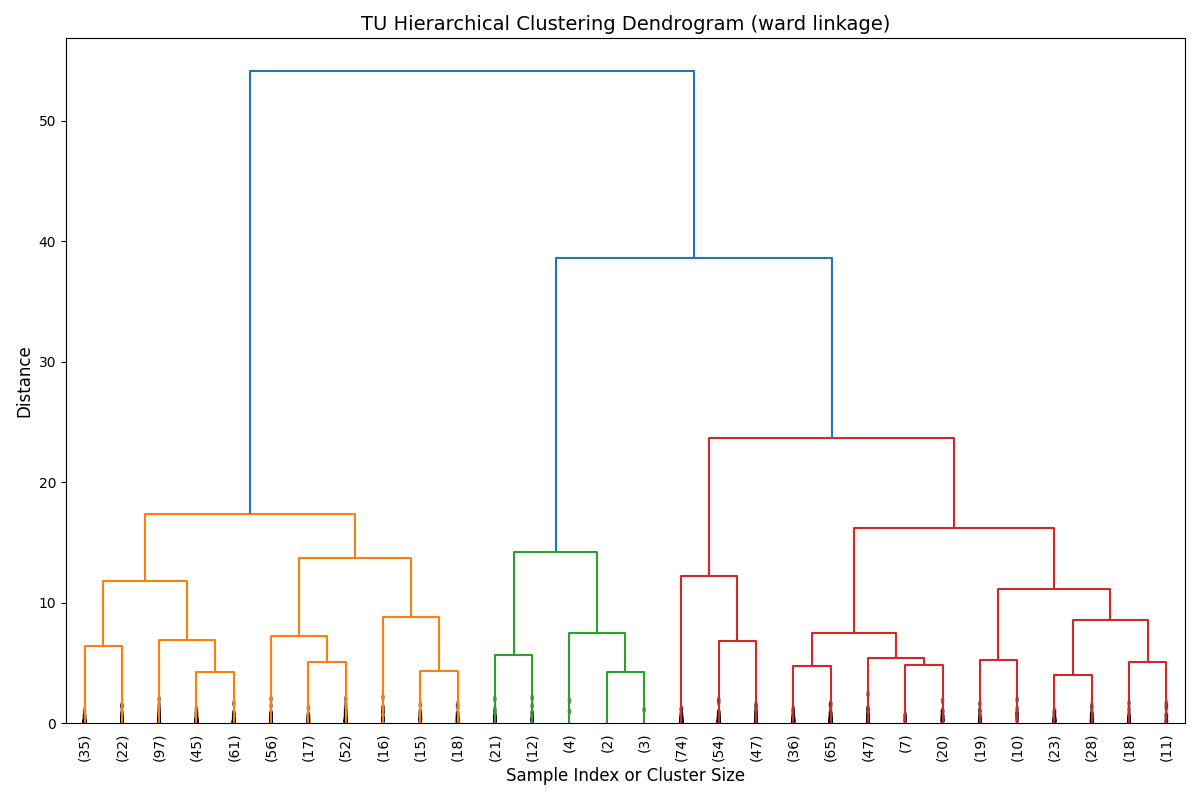 TU Hierarchical Clustering Dendrogram (ward linkage)
Distance
50
40
30
20
10
0
(35) (22) (97) (45) (61) (56) (17) (52) (16) (15) (18) (21) (12) (4) (2) (3) (74) (54) (47) (36) (65) (47) (7) (20) (19) (10) (23) (28) (18) (11)
Sample Index or Cluster Size